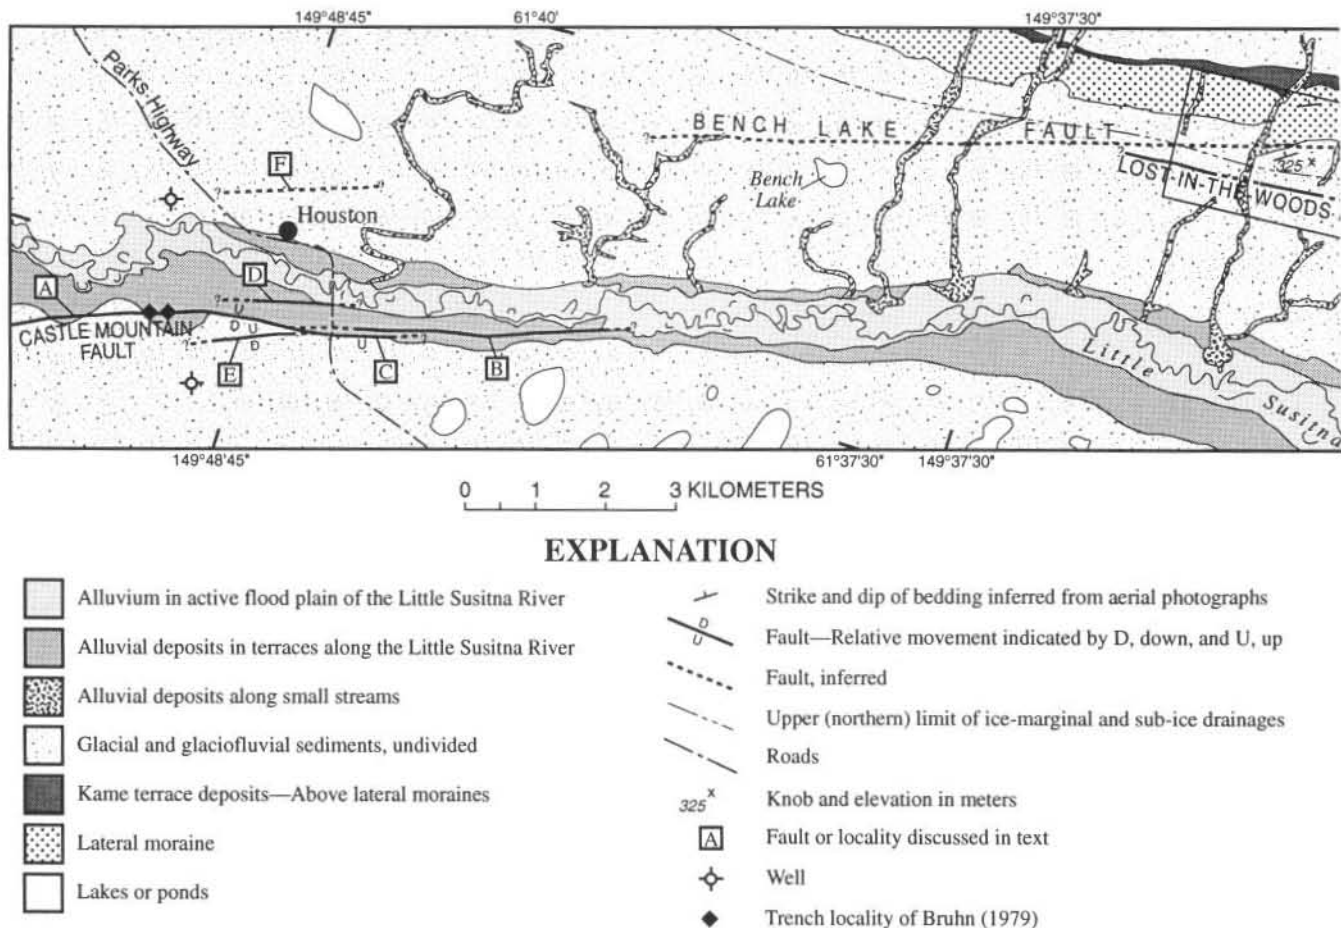 149°48'45"
61°40'
149°37'30"
Parks Highway
BENCH LAKE FAULT
F
?
?
?
?
325 x
LOST-IN-THE-WOODS
Bench
Lake
Houston
A
D
?
U
D
U
D
CASTLE MOUNTAIN
FAULT
?
U
?
?
E
C
B
Little
Susitna
149°48'45"
61°37'30"
149°37'30"
0 1 2 3 KILOMETERS
EXPLANATION
Alluvium in active flood plain of the Little Susitna River
Alluvial deposits in terraces along the Little Susitna River
Alluvial deposits along small streams
Glacial and glaciofluvial sediments, undivided
Kame terrace deposits—Above lateral moraines
Lateral moraine
Lakes or ponds
Strike and dip of bedding inferred from aerial photographs
D
U
Fault—Relative movement indicated by D, down, and U, up
Fault, inferred
Upper (northern) limit of ice-marginal and sub-ice drainages
Roads
325 x Knob and elevation in meters
A Fault or locality discussed in text
Well
Trench locality of Bruhn (1979)